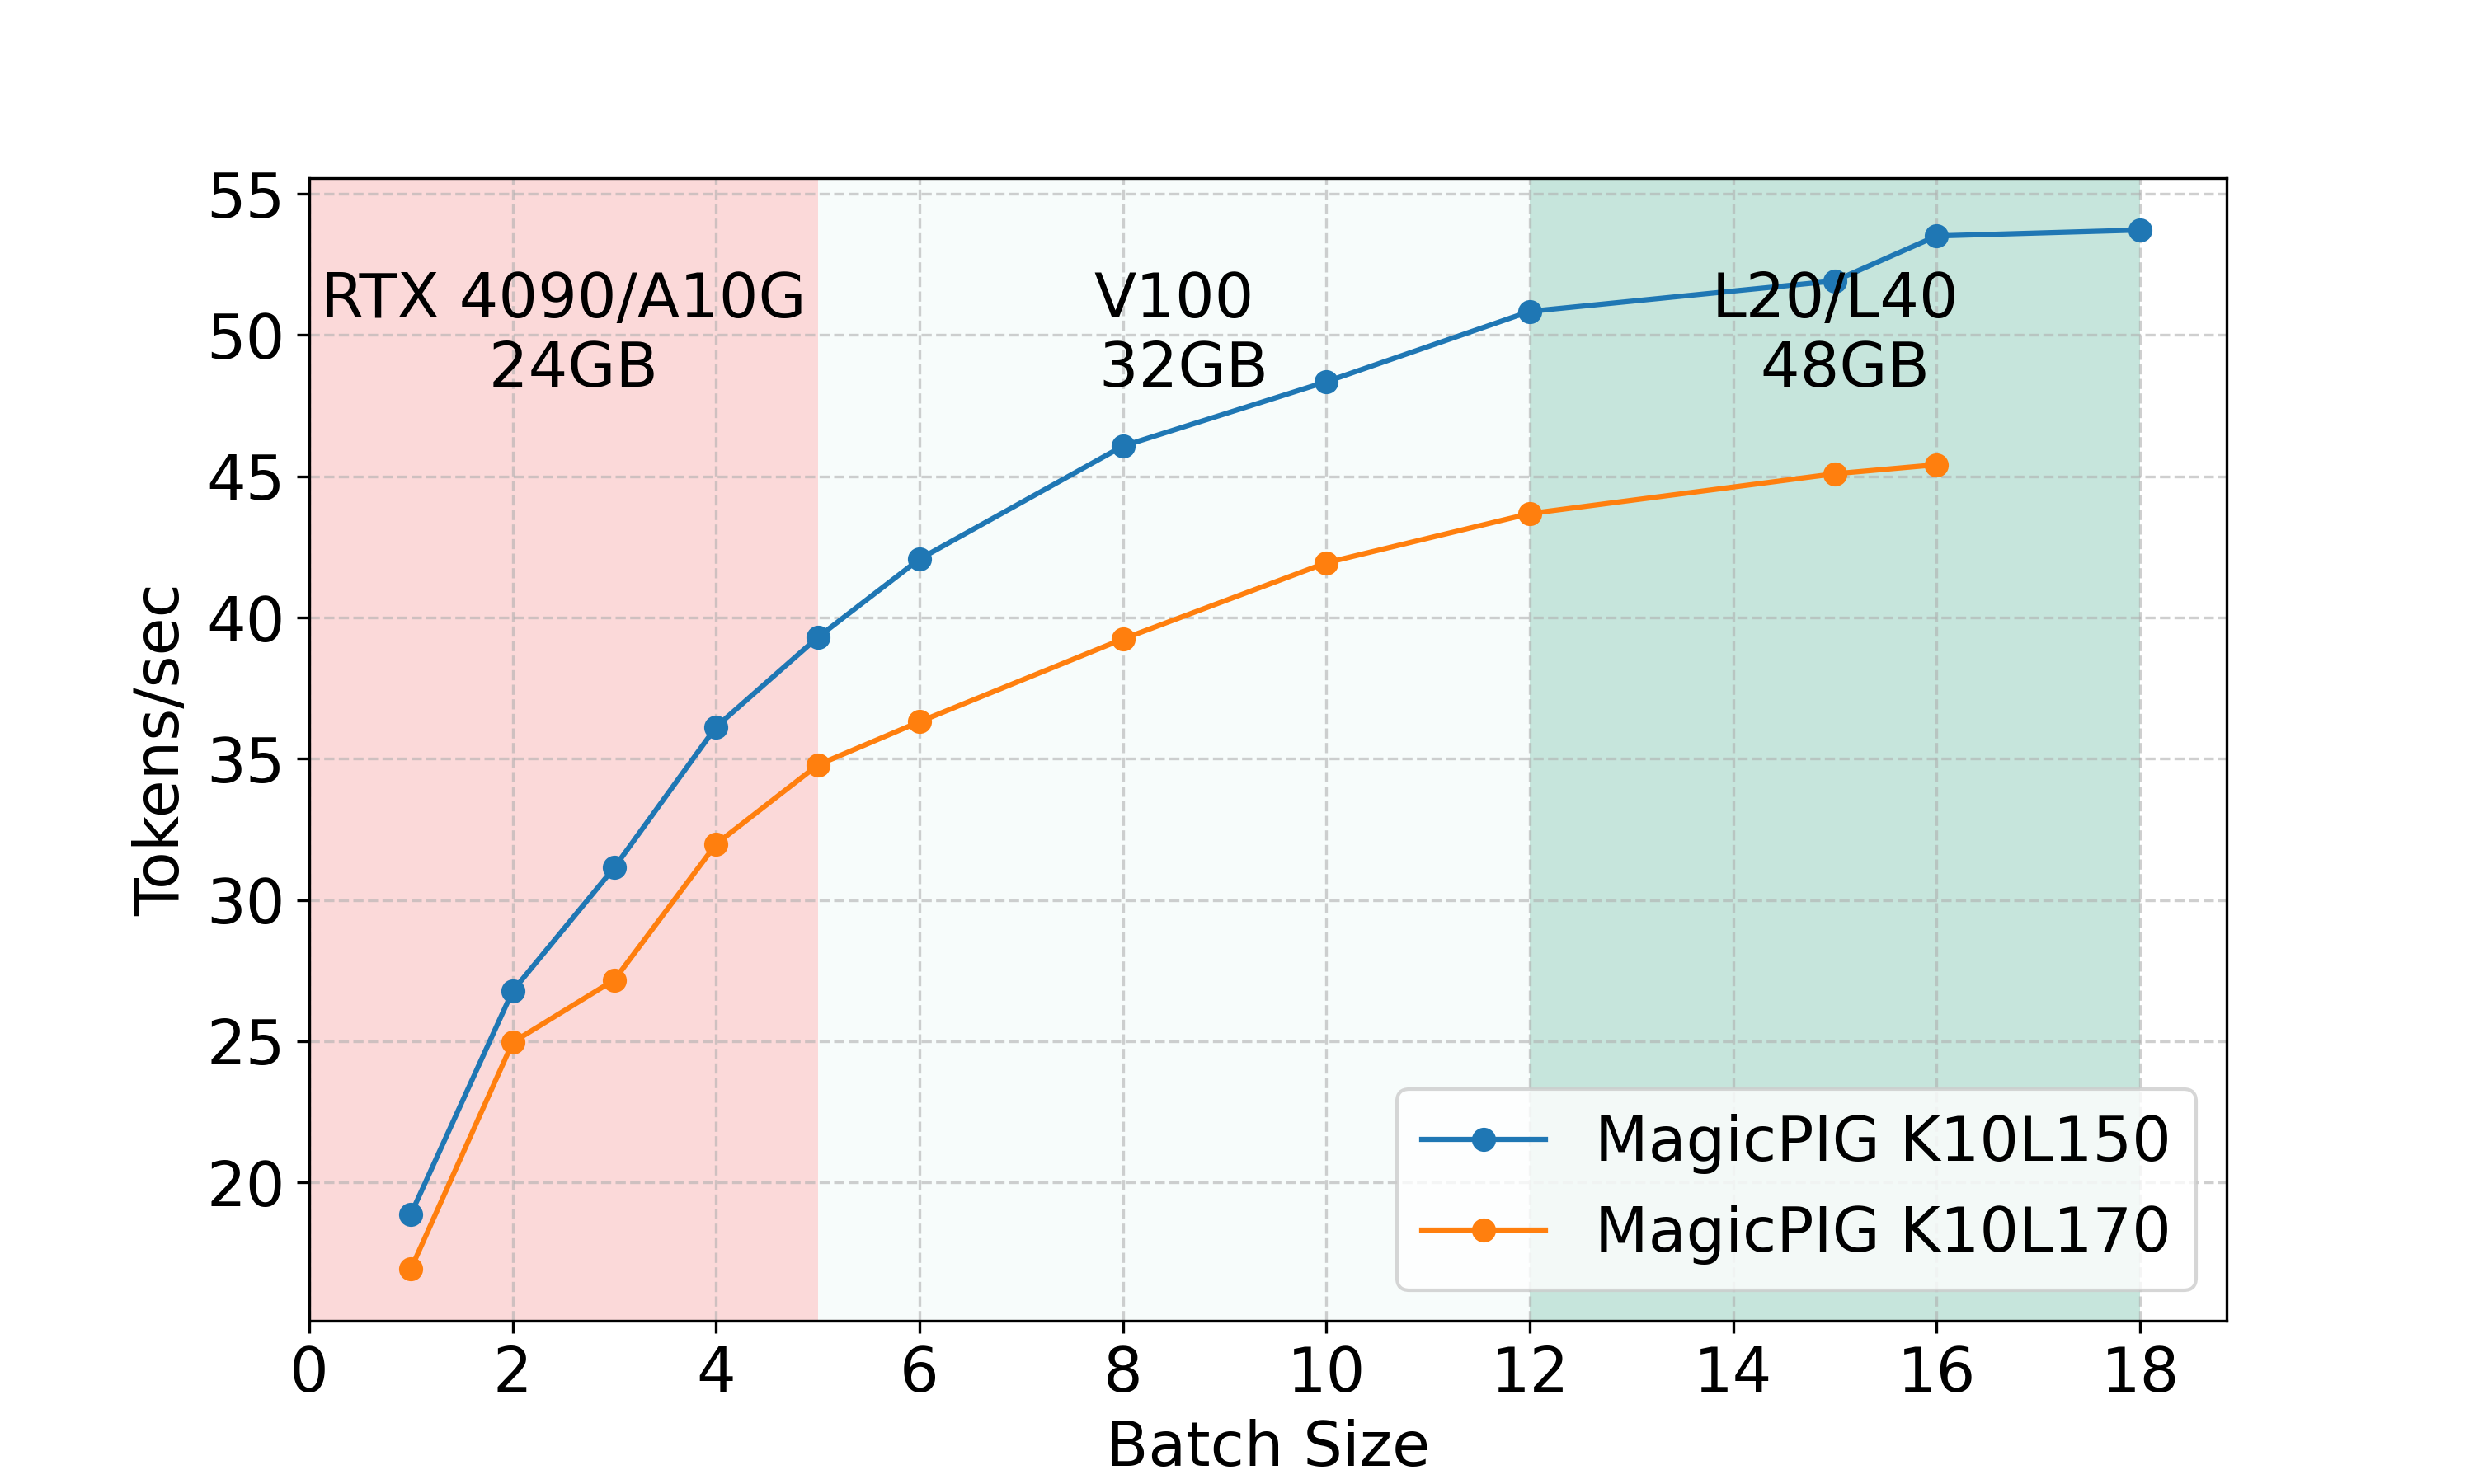 55
50
45
40
35
30
25
20
Tokens/sec
RTX 4090/A10G
24GB
V100
32GB
L20/L40
48GB
MagicPIG K10L150
MagicPIG K10L170
0 2 4 6 8 10 12 14 16 18
Batch Size